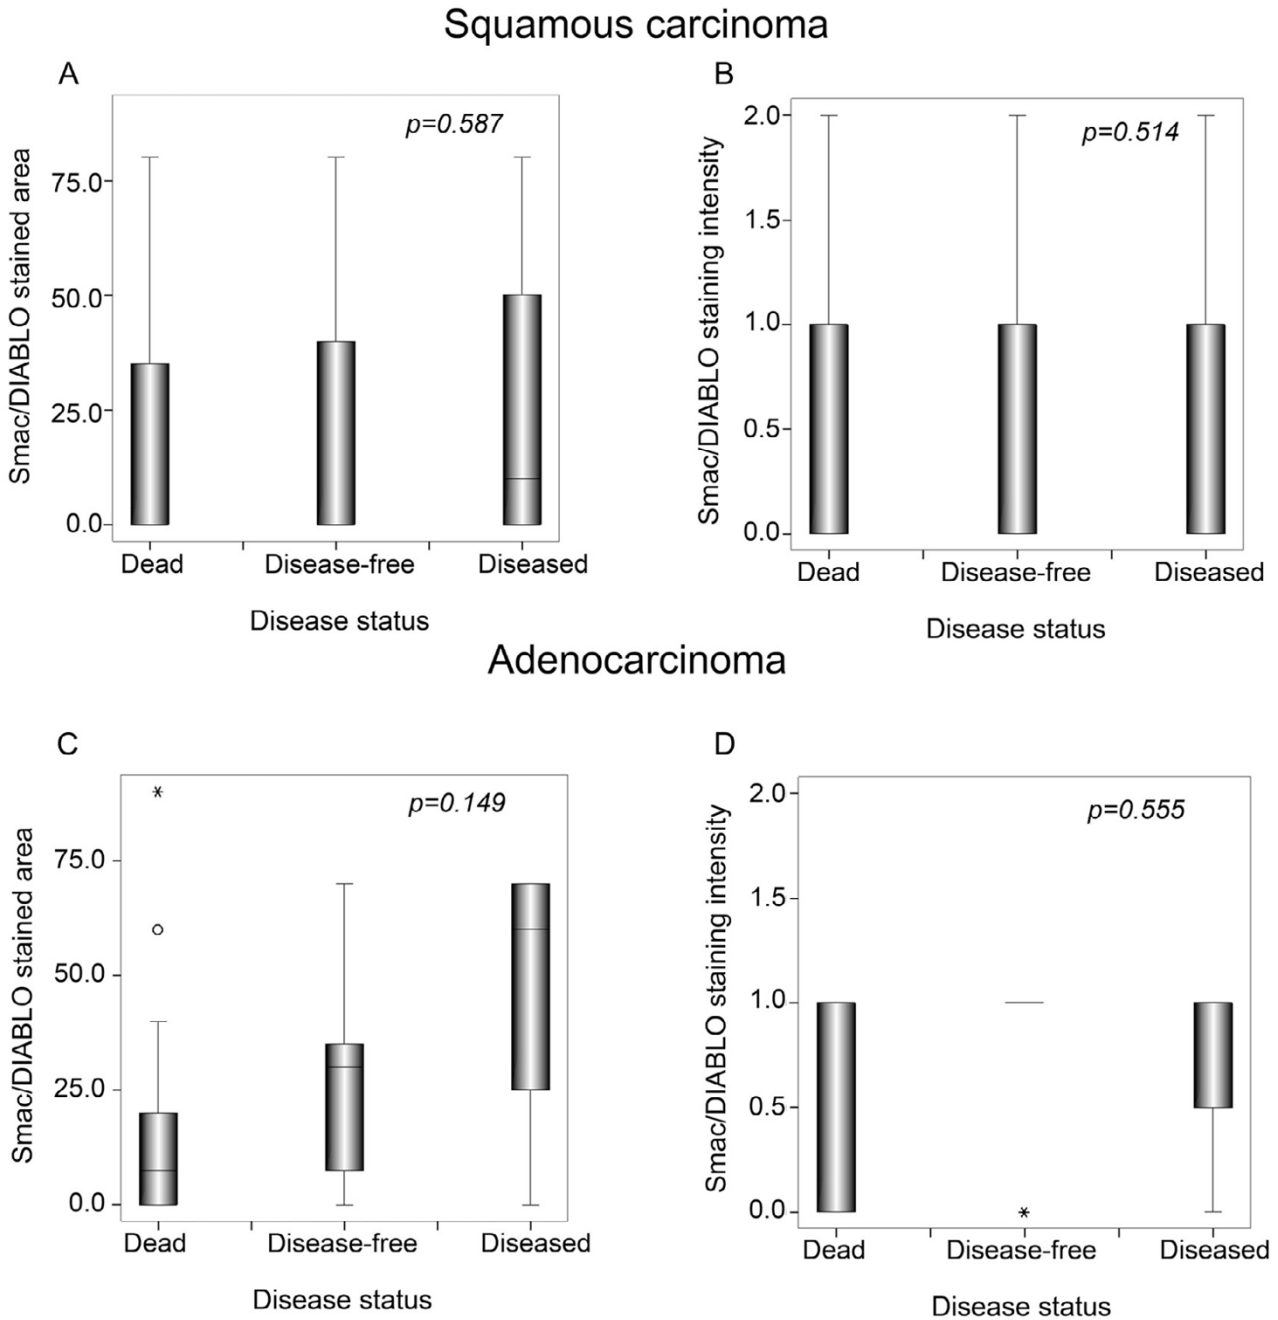 Squamous carcinoma
A
p=0.587
Smac/DIABLO stained area
75.0
50.0
25.0
0.0
Dead Disease-free Diseased
Disease status
B
p=0.514
Smac/DIABLO staining intensity
2.0
1.5
1.0
0.5
0.0
Dead Disease-free Diseased
Disease status
Adenocarcinoma
C
p=0.149
Smac/DIABLO stained area
75.0
50.0
25.0
0.0
Dead Disease-free Diseased
Disease status
D
p=0.555
Smac/DIABLO staining intensity
2.0
1.5
1.0
0.5
0.0
Dead Disease-free Diseased
Disease status